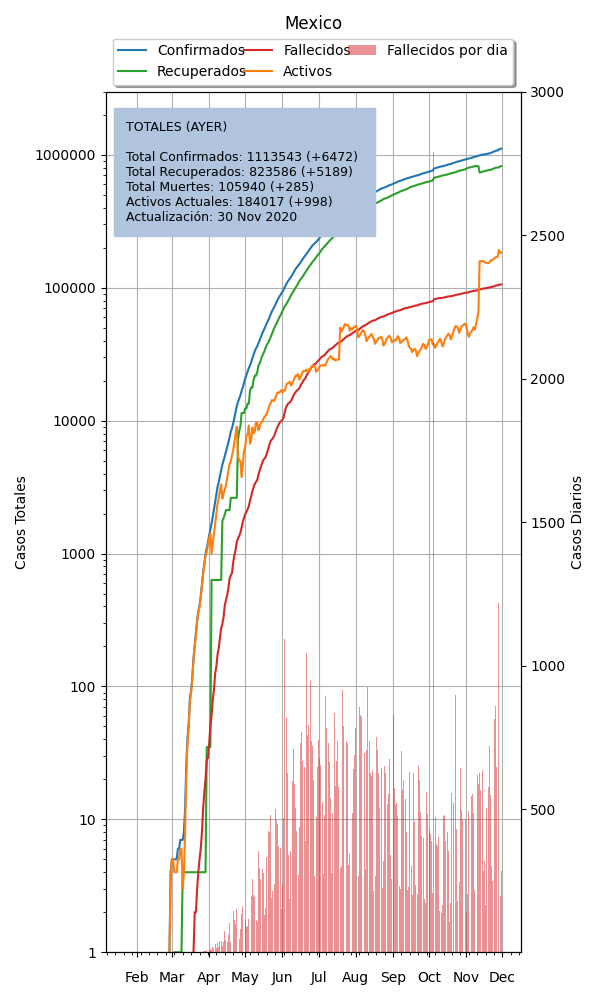 Mexico
Confirmados
Fallecidos
Fallecidos por dia
Recuperados
Activos
TOTALES (AYER)
Total Confirmados: 1113543 (+6472)
Total Recuperados: 823586 (+5189)
Total Muertes: 105940 (+285)
Activos Actuales: 184017 (+998)
Actualización: 30 Nov 2020
Casos Totales
1000000
100000
10000
1000
100
10
1
3000
2500
2000
1500
1000
500
Casos Diarios
Feb Mar Apr May Jun Jul Aug Sep Oct Nov Dec